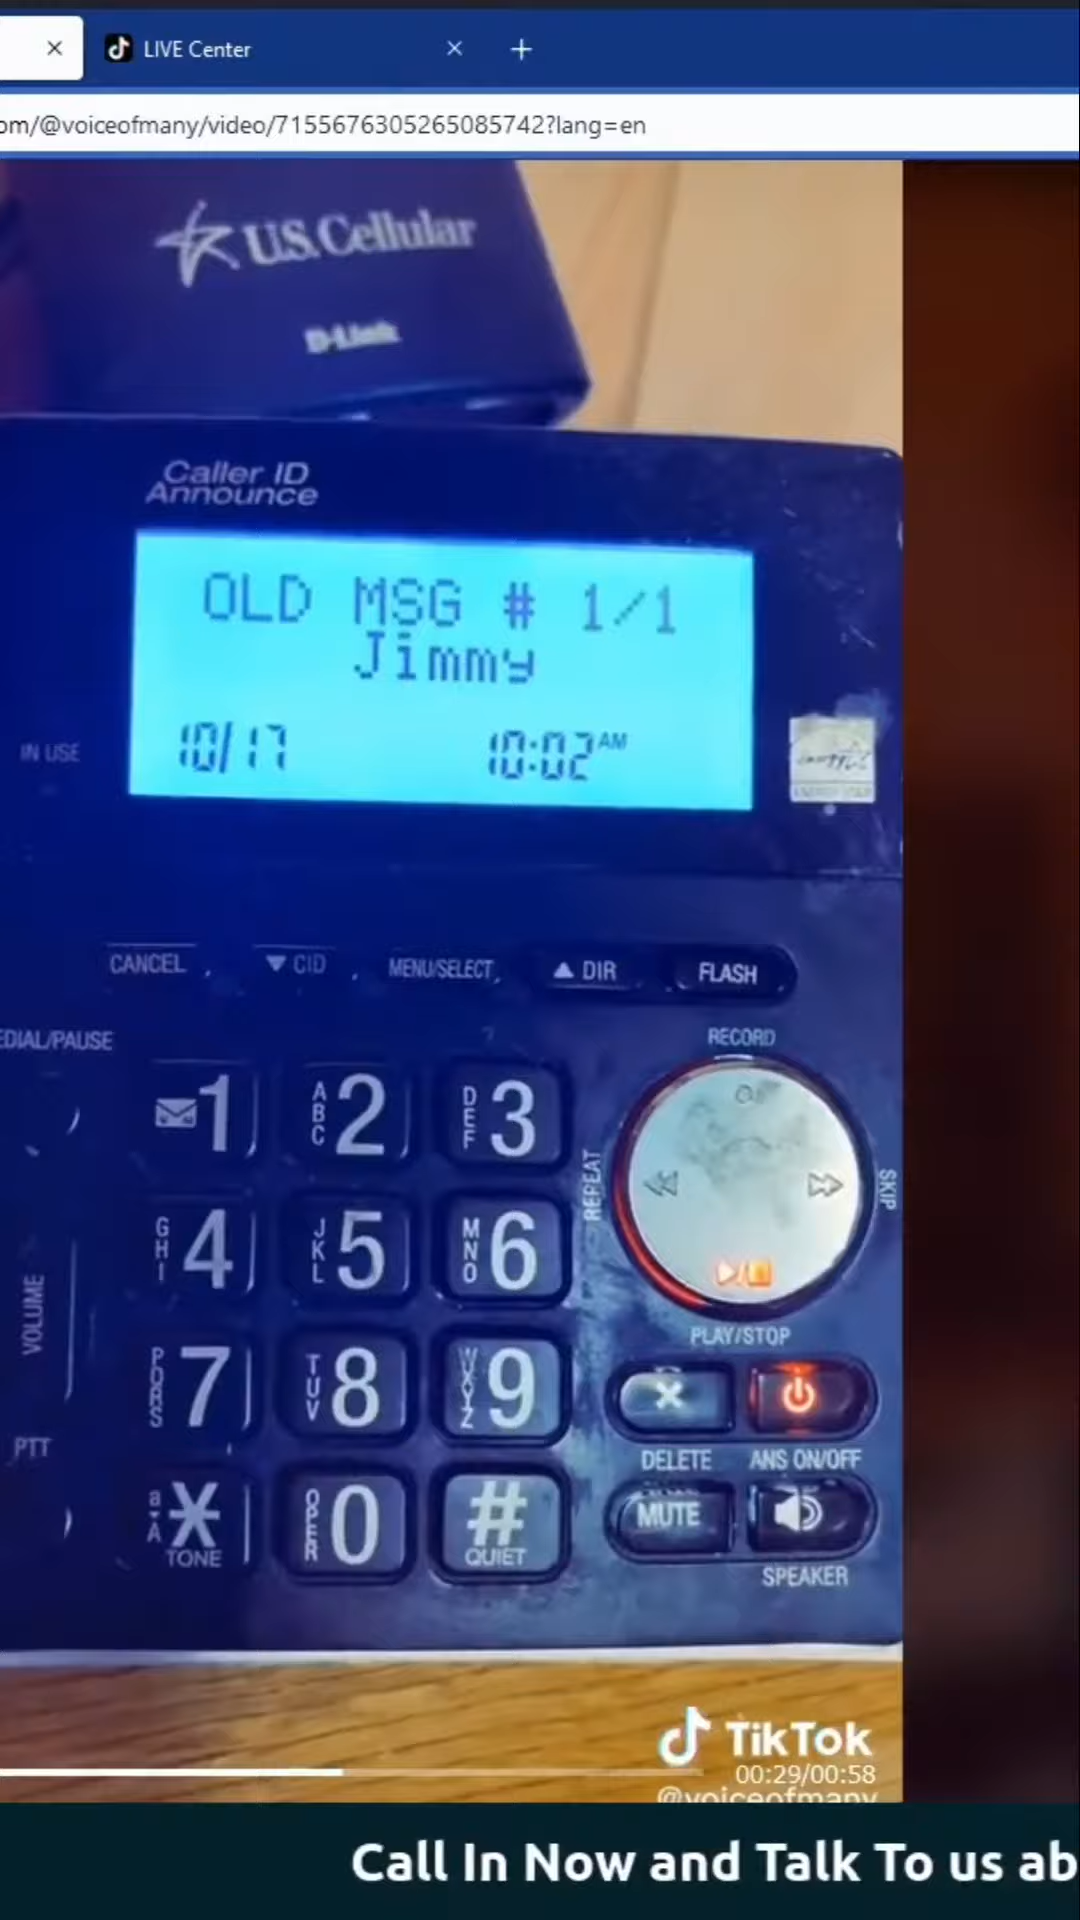 LIVE Center
om/@voiceofmany/video/7155676305265085742?lang=en
U.S. Cellular
D-Link
Caller ID
Announce
OLD MSG # 1/1
Jimmy
10/17 10:02 AM
IN USE
CANCEL CID MENU/SELECT DIR FLASH
EDIAL/PAUSE
RECORD
1 ABC 2 DEF 3
REPEAT
SKIP
GHI 4 JKL 5 MNO 6
VOLUME
PLAY/STOP
PQRS 7 TUV 8 WXYZ 9
DELETE ANS ON/OFF
PTT
a A * TONE OPER 0 # QUIET
MUTE
SPEAKER
TikTok
00:29/00:58
@voiceofmany
Call In Now and Talk To us ab